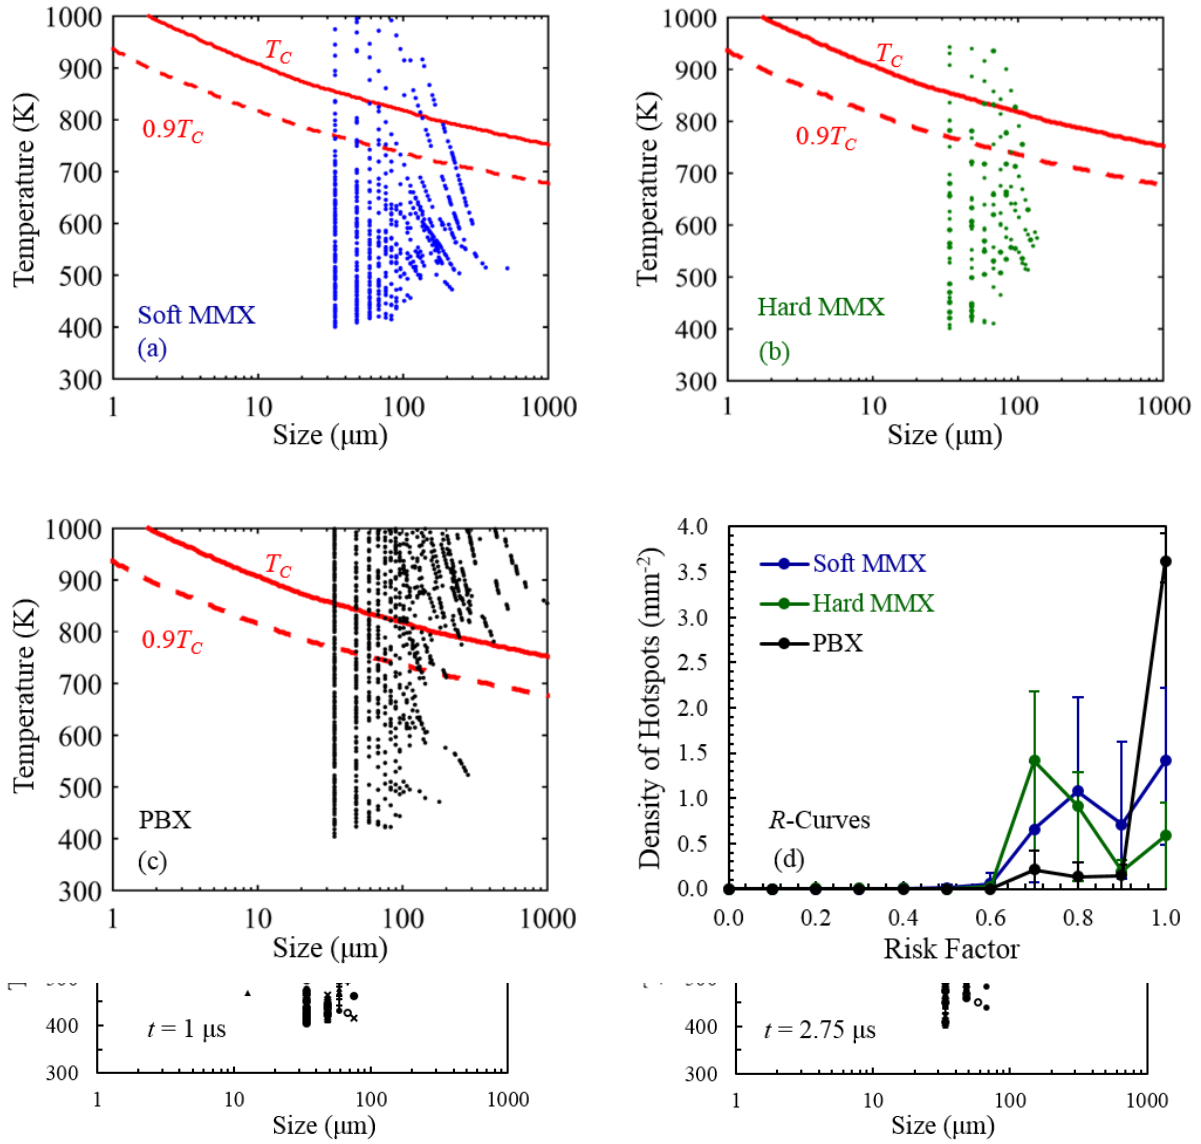 1000
900
800
700
600
500
400
300
Temperature (K)
T_C
0.9T_C
Soft MMX
(a)
1 10 100 1000
Size (μm)
1000
900
800
700
600
500
400
300
Temperature (K)
T_C
0.9T_C
Hard MMX
(b)
1 10 100 1000
Size (μm)
1000
900
800
700
600
500
400
300
Temperature (K)
T_C
0.9T_C
PBX
(c)
1 10 100 1000
Size (μm)
4.0
3.5
3.0
2.5
2.0
1.5
1.0
0.5
0.0
Density of Hotspots (mm⁻²)
Soft MMX
Hard MMX
PBX
R-Curves
(d)
0.0 0.2 0.4 0.6 0.8 1.0
Risk Factor
400
300
t = 1 μs
1 10 100 1000
Size (μm)
400
300
t = 2.75 μs
1 10 100 1000
Size (μm)